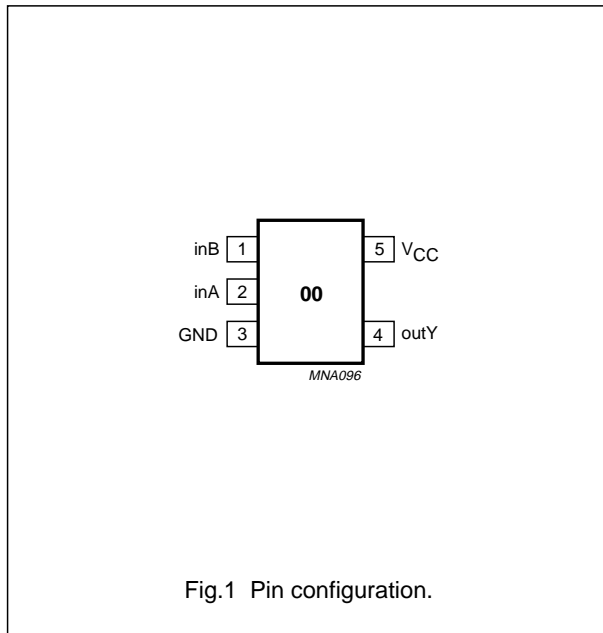 inB 1 5 VCC
inA 2 00
GND 3 4 outY
MNA096
Fig.1 Pin configuration.